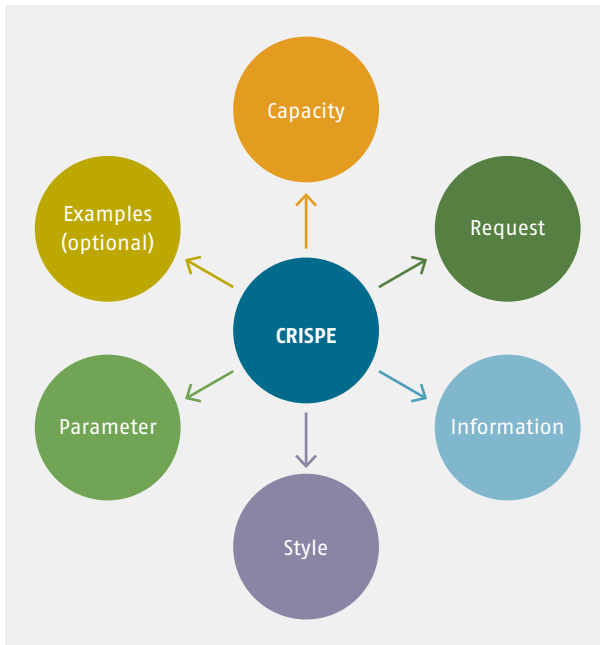 Capacity
Examples
(optional)
Request
CRISPE
Parameter
Information
Style